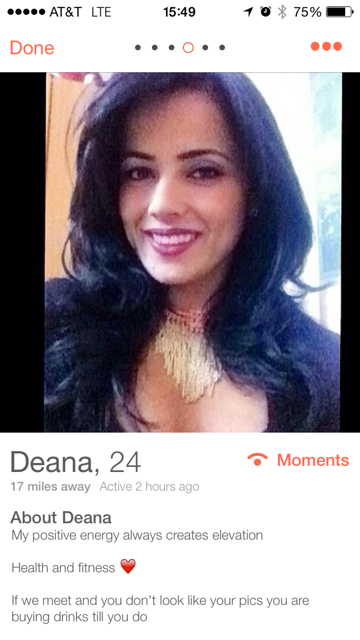 AT&T LTE 15:49 75%
Done
Deana, 24 Moments
17 miles away Active 2 hours ago
About Deana
My positive energy always creates elevation
Health and fitness ❤️
If we meet and you don't look like your pics you are
buying drinks till you do